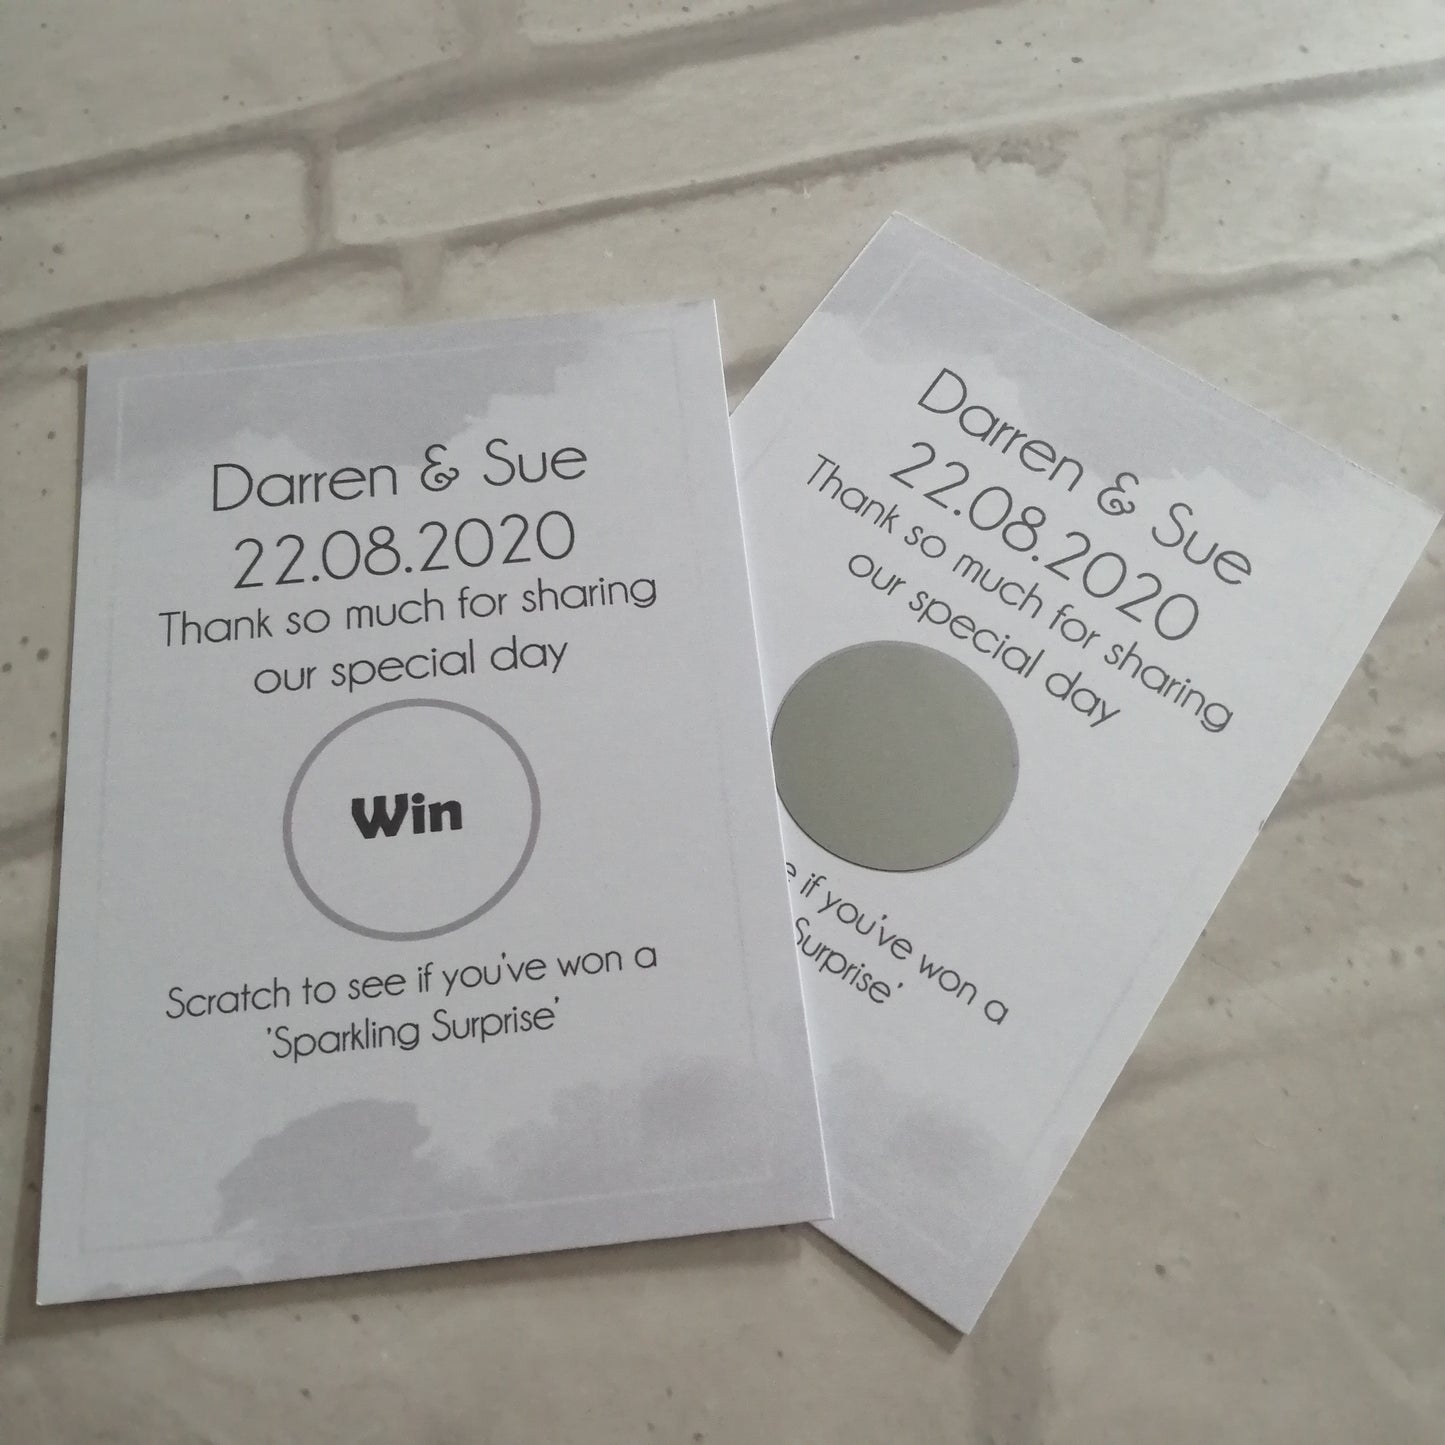 Darren & Sue
22.08.2020
Thank so much for sharing
our special day
Win
Scratch to see if you've won a
'Sparkling Surprise'
Darren & Sue
22.08.2020
Thank so much for sharing
our special day
if you've won a
Surprise'